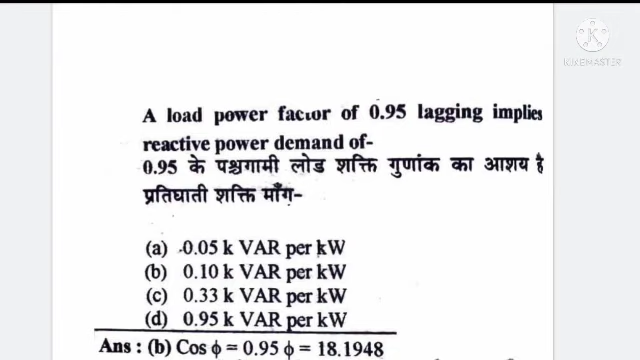 KINEMASTER
A load power factor of 0.95 lagging implies
reactive power demand of-
0.95 के पश्चगामी लोड शक्ति गुणांक का आशय है
प्रतिघाती शक्ति माँग-
(a) 0.05 k VAR per kW
(b) 0.10 k VAR per kW
(c) 0.33 k VAR per kW
(d) 0.95 k VAR per kW
Ans : (b) Cos ϕ = 0.95 ϕ = 18.1948